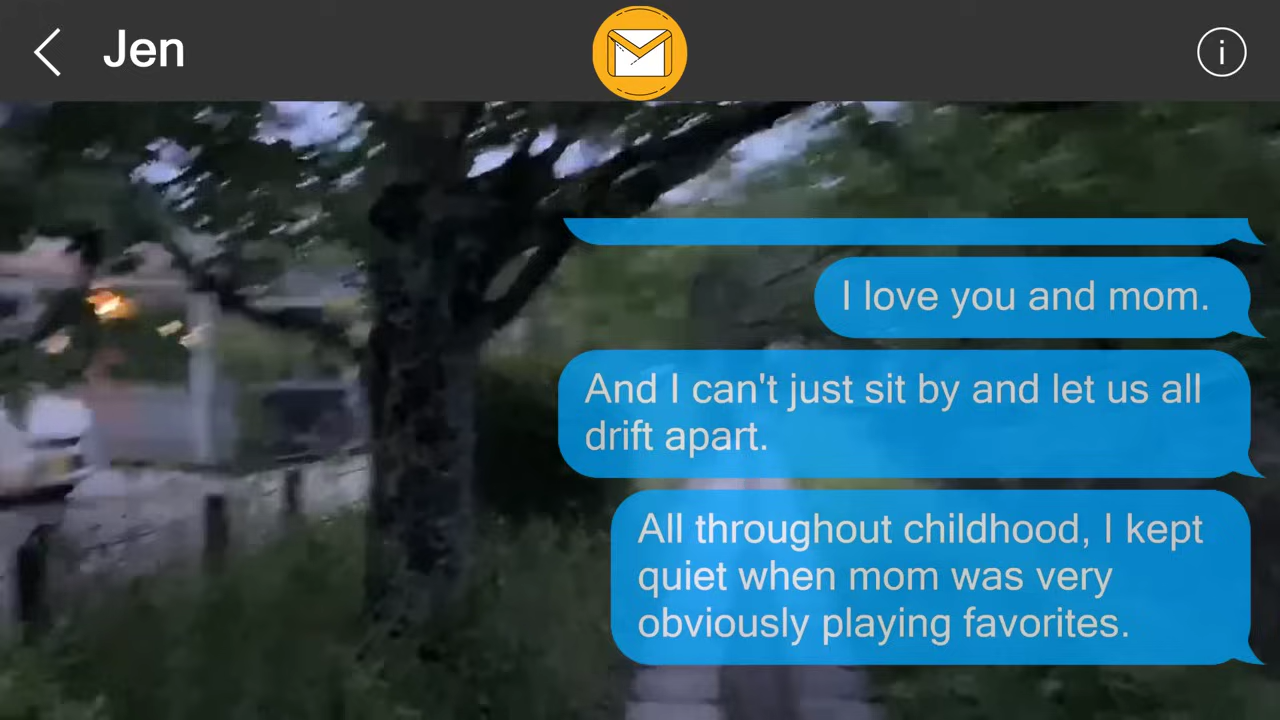 Jen
i
I love you and mom.
And I can't just sit by and let us all
drift apart.
All throughout childhood, I kept
quiet when mom was very
obviously playing favorites.